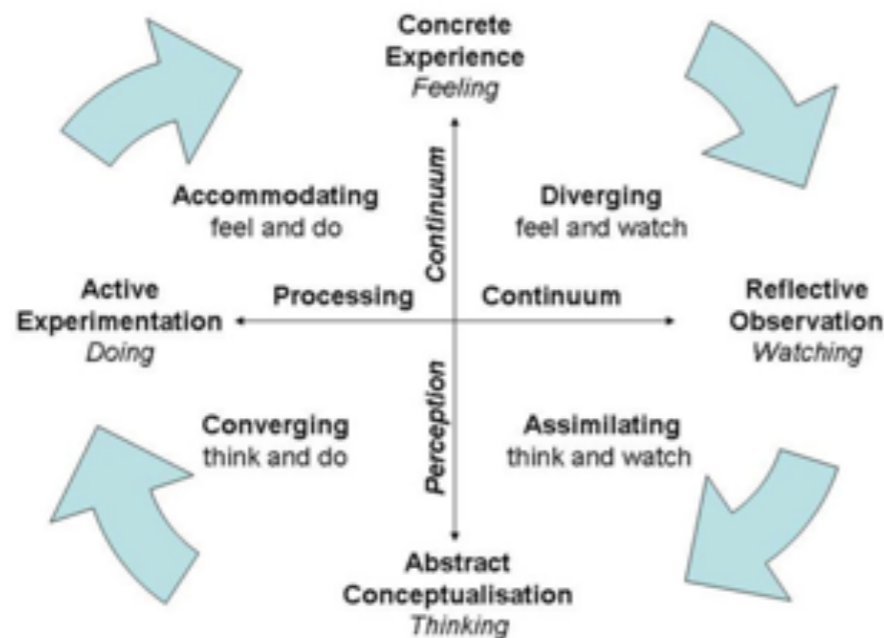 Concrete
Experience
Feeling
Accommodating
feel and do
Continuum
Diverging
feel and watch
Active
Experimentation
Doing
Processing
Continuum
Reflective
Observation
Watching
Converging
think and do
Perception
Assimilating
think and watch
Abstract
Conceptualisation
Thinking